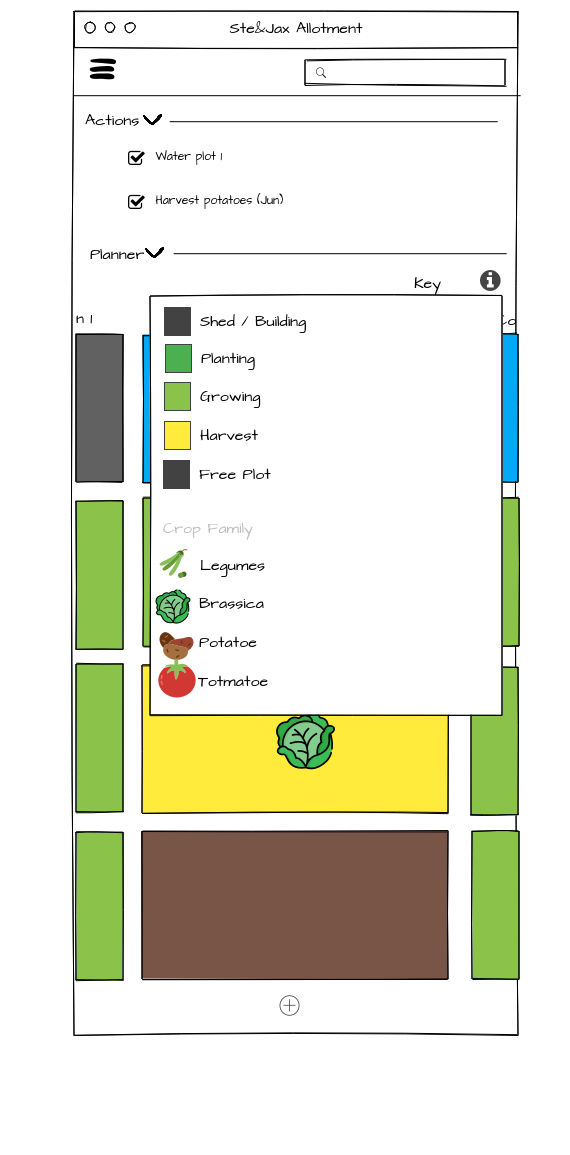 Ste&Jax Allotment
Actions
Water plot 1
Harvest potatoes (Jun)
Planner
Key
n 1
Co
Shed / Building
Planting
Growing
Harvest
Free Plot
Crop Family
Legumes
Brassica
Potatoe
Totmatoe